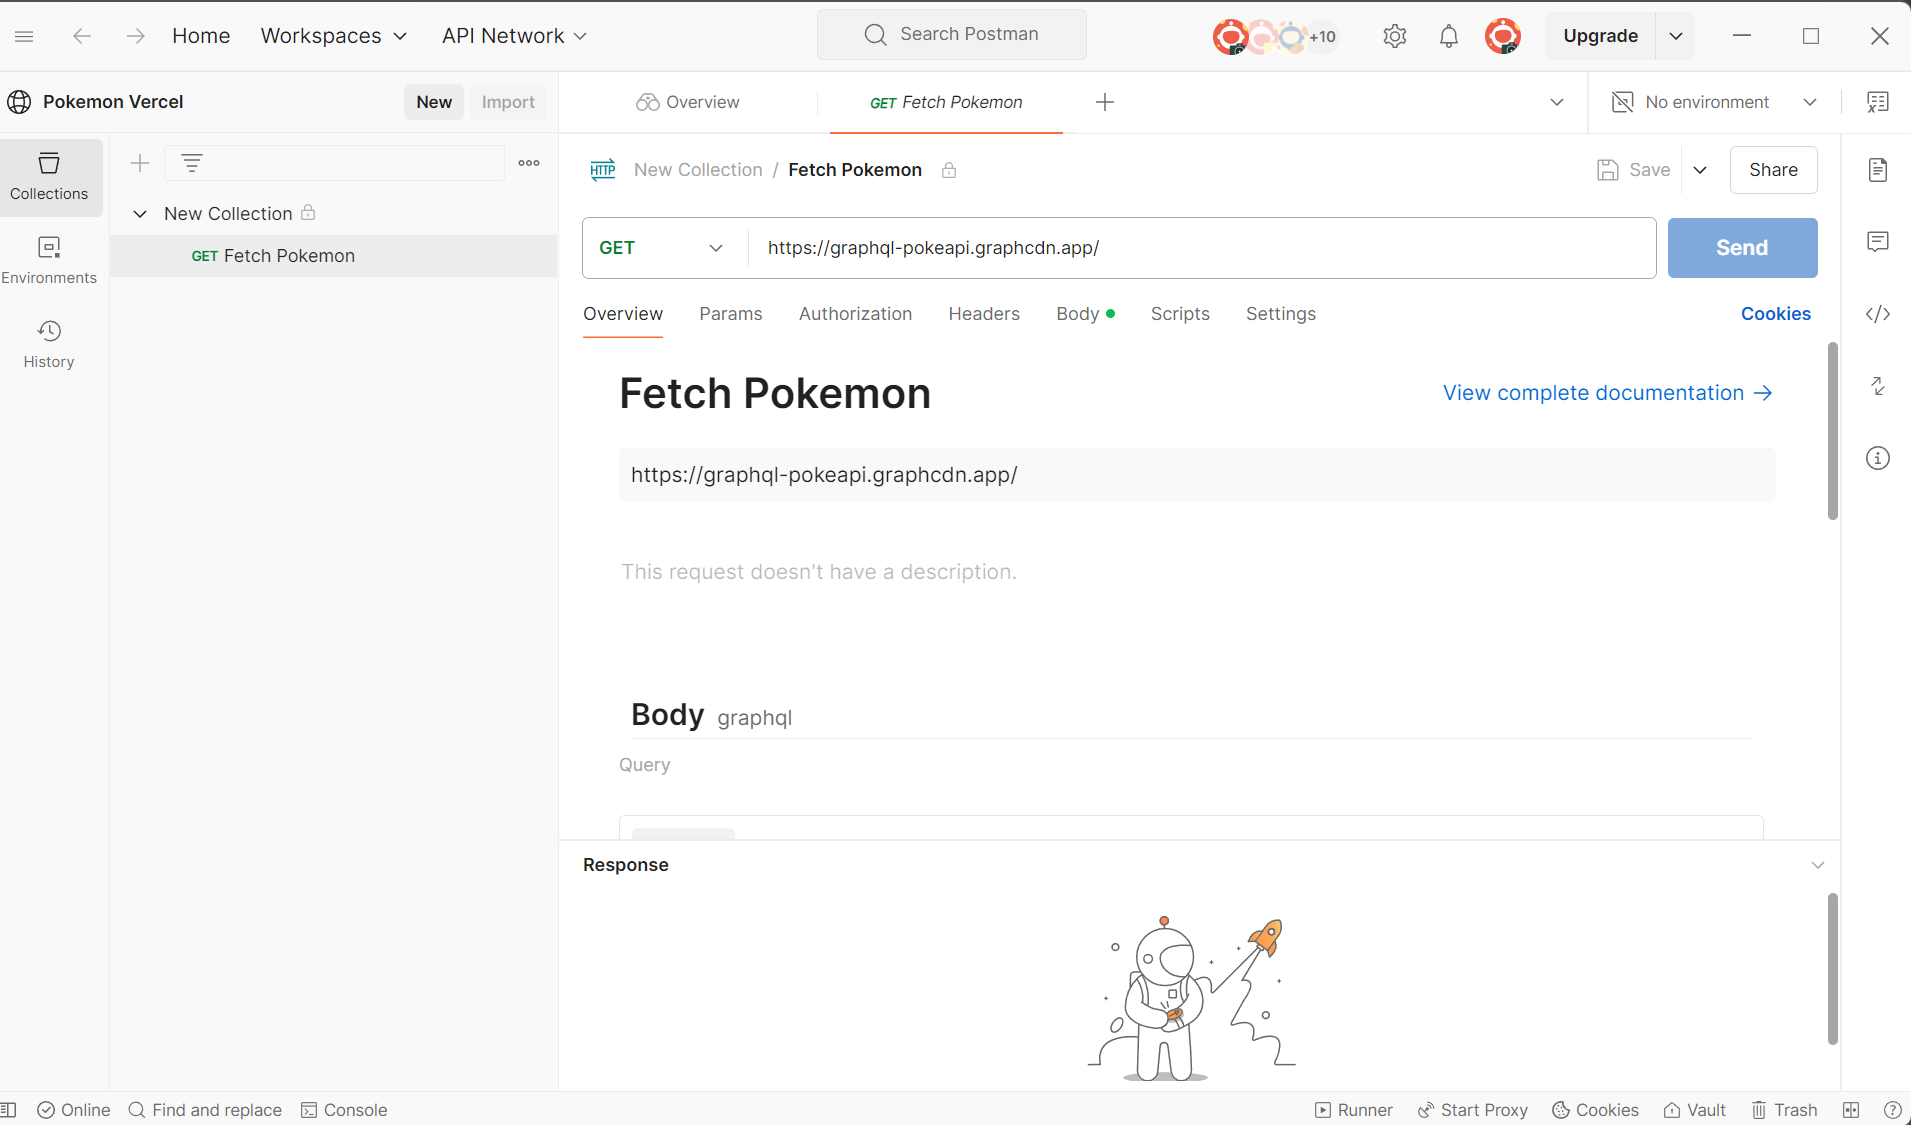 Home
Workspaces
API Network
Search Postman
+10
Upgrade
Pokemon Vercel
New
Import
Overview
GET Fetch Pokemon
No environment
Collections
Environments
History
New Collection
GET Fetch Pokemon
HTTP
New Collection / Fetch Pokemon
Save
Share
GET
https://graphql-pokeapi.graphcdn.app/
Send
Overview
Params
Authorization
Headers
Body
Scripts
Settings
Cookies
Fetch Pokemon
View complete documentation →
https://graphql-pokeapi.graphcdn.app/
This request doesn't have a description.
Body graphql
Query
Response
Online
Find and replace
Console
Runner
Start Proxy
Cookies
Vault
Trash